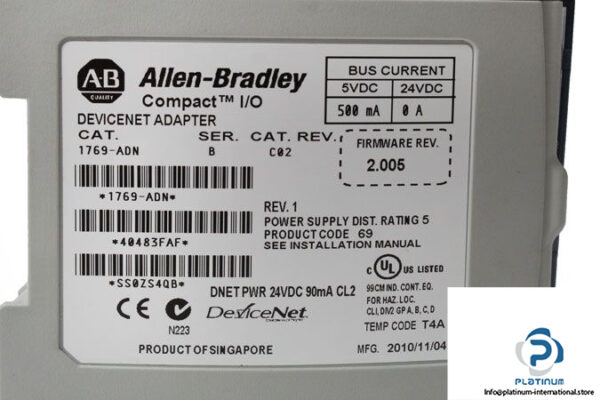 A-B
QUALITY
Allen-Bradley
Compact™ I/O
DEVICENET ADAPTER
CAT. SER. CAT. REV.
1769-ADN B C02
BUS CURRENT
5VDC 24VDC
500 mA 0 A
FIRMWARE REV.
2.005
*1769-ADN*
*40483FAF*
*SS0ZS4QB*
REV. 1
POWER SUPPLY DIST. RATING 5
PRODUCT CODE 69
SEE INSTALLATION MANUAL
C UL US LISTED
99CM IND. CONT. EQ.
FOR HAZ. LOC.
CL I, DIV2 GP A, B, C, D
TEMP CODE T4A
DNET PWR 24VDC 90mA CL2
CE
N223
DeviceNet
PRODUCT OF SINGAPORE
MFG. 2010/11/04
PLATINUM
Info@platinum-international.store